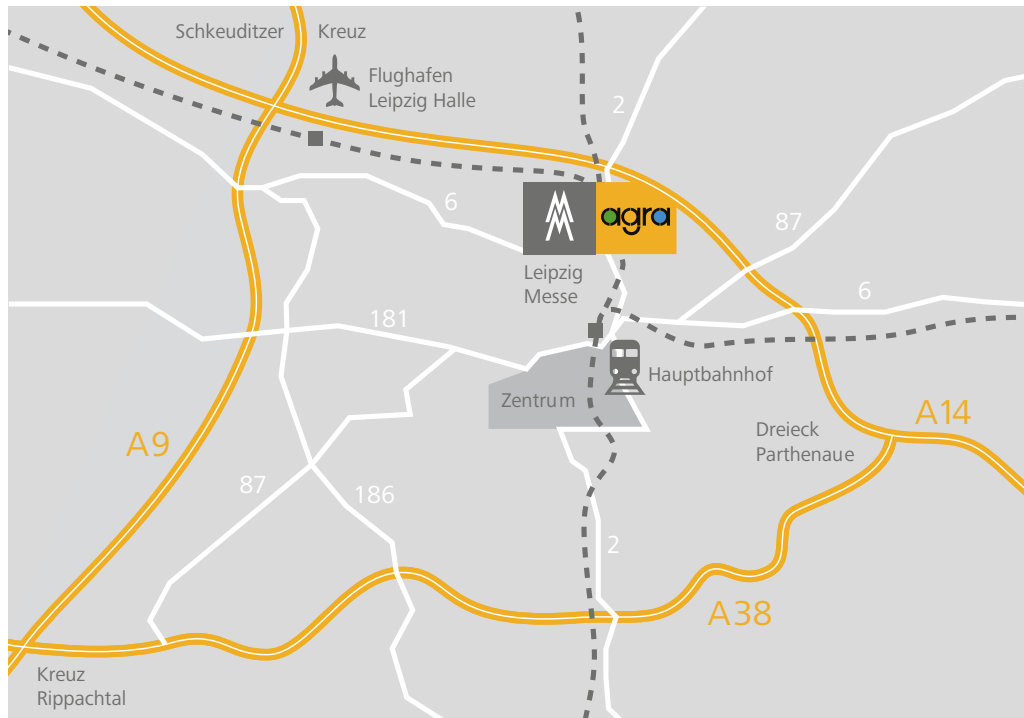 Schkeuditzer Kreuz
Flughafen
Leipzig Halle
2
6
agra
87
Leipzig
Messe
6
181
Hauptbahnhof
Zentrum
A9
A14
Dreieck
Parthenaue
87
186
2
A38
Kreuz
Rippachtal